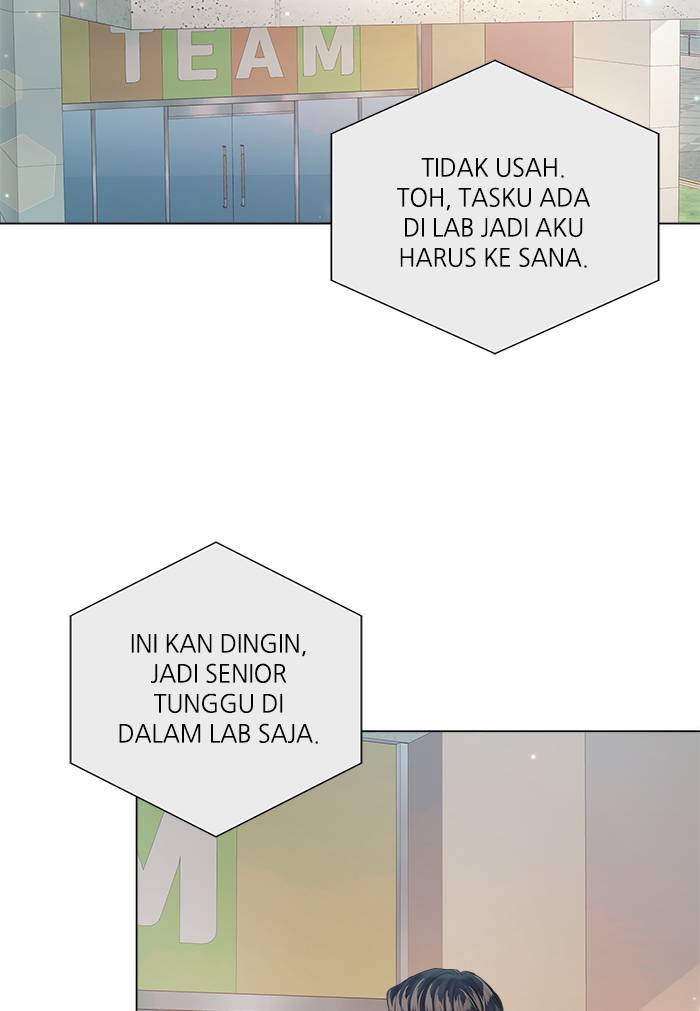 TEAM
TIDAK USAH.
TOH, TASKU ADA
DI LAB JADI AKU
HARUS KE SANA.
INI KAN DINGIN,
JADI SENIOR
TUNGGU DI
DALAM LAB SAJA.
M